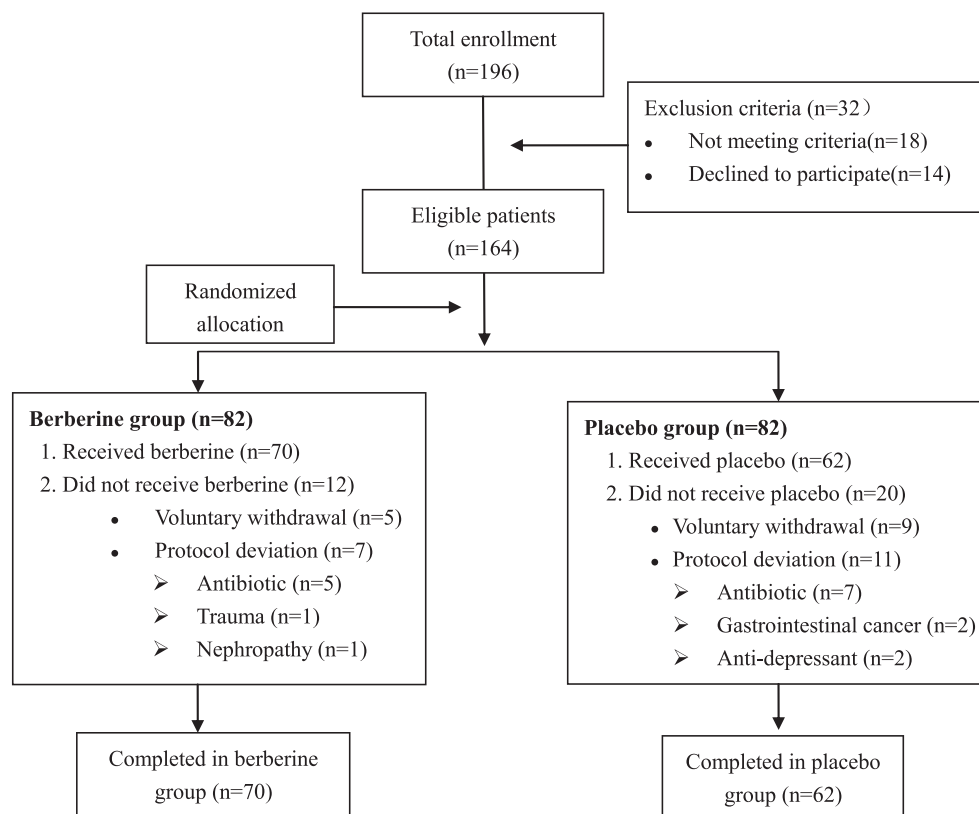 Total enrollment
(n=196)
Exclusion criteria (n=32）
• Not meeting criteria(n=18)
• Declined to participate(n=14)
Eligible patients
(n=164)
Randomized
allocation
Berberine group (n=82)
1. Received berberine (n=70)
2. Did not receive berberine (n=12)
• Voluntary withdrawal (n=5)
• Protocol deviation (n=7)
➢ Antibiotic (n=5)
➢ Trauma (n=1)
➢ Nephropathy (n=1)
Placebo group (n=82)
1. Received placebo (n=62)
2. Did not receive placebo (n=20)
• Voluntary withdrawal (n=9)
• Protocol deviation (n=11)
➢ Antibiotic (n=7)
➢ Gastrointestinal cancer (n=2)
➢ Anti-depressant (n=2)
Completed in berberine
group (n=70)
Completed in placebo
group (n=62)